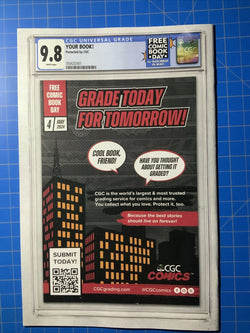 CGC UNIVERSAL GRADE
9.8
YOUR BOOK!
Protected by CGC
FREE
COMIC
BOOK
DAY
FREE
COMIC
BOOK
DAY
4 MAY
2024
GRADE TODAY
FOR TOMORROW!
COOL BOOK,
FRIEND!
HAVE YOU THOUGHT
ABOUT GETTING IT
GRADED?
CGC is the world's largest & most trusted
grading service for comics and more.
You collect what you love. Protect it, too.
Because the best stories
should live on forever!
SUBMIT
TODAY!
CGC
COMICS
CGCgrading.com
@CGCcomics